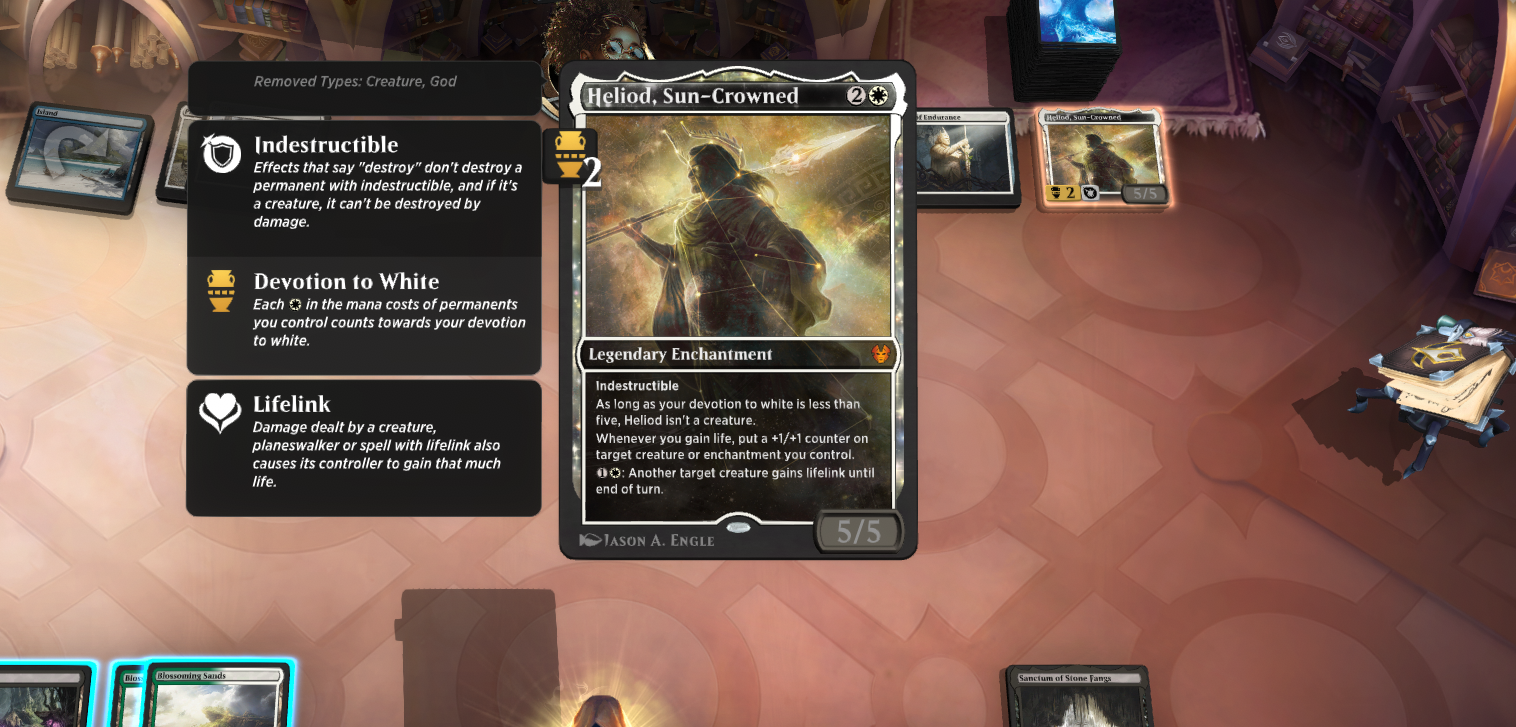 Removed Types: Creature, God
Indestructible
Effects that say "destroy" don't destroy a
permanent with indestructible, and if it's
a creature, it can't be destroyed by
damage.
Devotion to White
Each in the mana costs of permanents
you control counts towards your devotion
to white.
Lifelink
Damage dealt by a creature,
planeswalker or spell with lifelink also
causes its controller to gain that much
life.
2
Heliod, Sun-Crowned 2
Legendary Enchantment
Indestructible
As long as your devotion to white is less than
five, Heliod isn't a creature.
Whenever you gain life, put a +1/+1 counter on
target creature or enchantment you control.
1: Another target creature gains lifelink until
end of turn.
5/5
Jason A. Engle
Island
of Endurance
Heliod, Sun-Crowned
2
5/5
Blos
Blossoming Sands
Sanctum of Stone Fangs